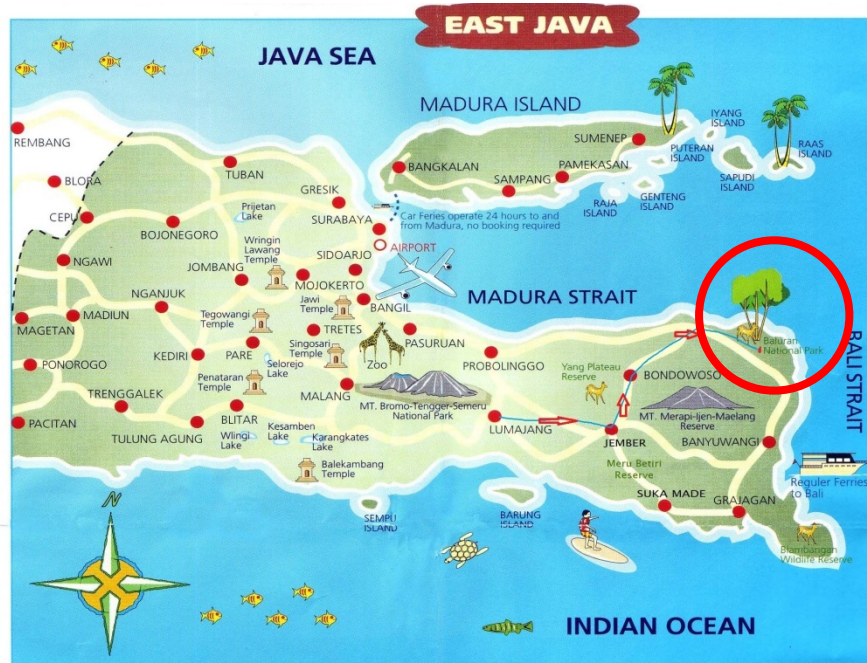 EAST JAVA
JAVA SEA
MADURA ISLAND
IYANG
ISLAND
REMBANG
SUMENEP
PUTERAN
ISLAND
RAAS
ISLAND
BLORA
TUBAN
BANGKALAN
PAMEKASAN
SAPUDI
ISLAND
SAMPANG
GRESIK
RAJA
ISLAND
GENTENG
ISLAND
CEPU
Prijetan
Lake
SURABAYA
Car Ferries operate 24 hours to and
from Madura, no booking required
BOJONEGORO
Wringin
Lawang
Temple
AIRPORT
NGAWI
SIDOARJO
JOMBANG
MOJOKERTO
NGANJUK
Jawi
Temple
BANGIL
MADURA STRAIT
MAGETAN
MADIUN
Tegowangi
Temple
TRETES
PASURUAN
BALI STRAIT
Baluran
National Park
KEDIRI
PARE
Singosari
Temple
Zoo
PONOROGO
Selorejo
Lake
PROBOLINGGO
Yang Plateau
Reserve
BONDOWOSO
Penataran
Temple
MALANG
MT. Bromo-Tengger-Semeru
National Park
TRENGGALEK
MT. Merapi-Ijen-Maelang
Reserve
PACITAN
BLITAR
LUMAJANG
TULUNG AGUNG
Wlingi
Lake
Kesamben
Lake
Karangkates
Lake
JEMBER
BANYUWANGI
Balekambang
Temple
Meru Betiri
Reserve
Reguler Ferries
to Bali
SUKA MADE
GRAJAGAN
SEMPU
ISLAND
BARUNG
ISLAND
N
Blambangan
Wildlife Reserve
INDIAN OCEAN